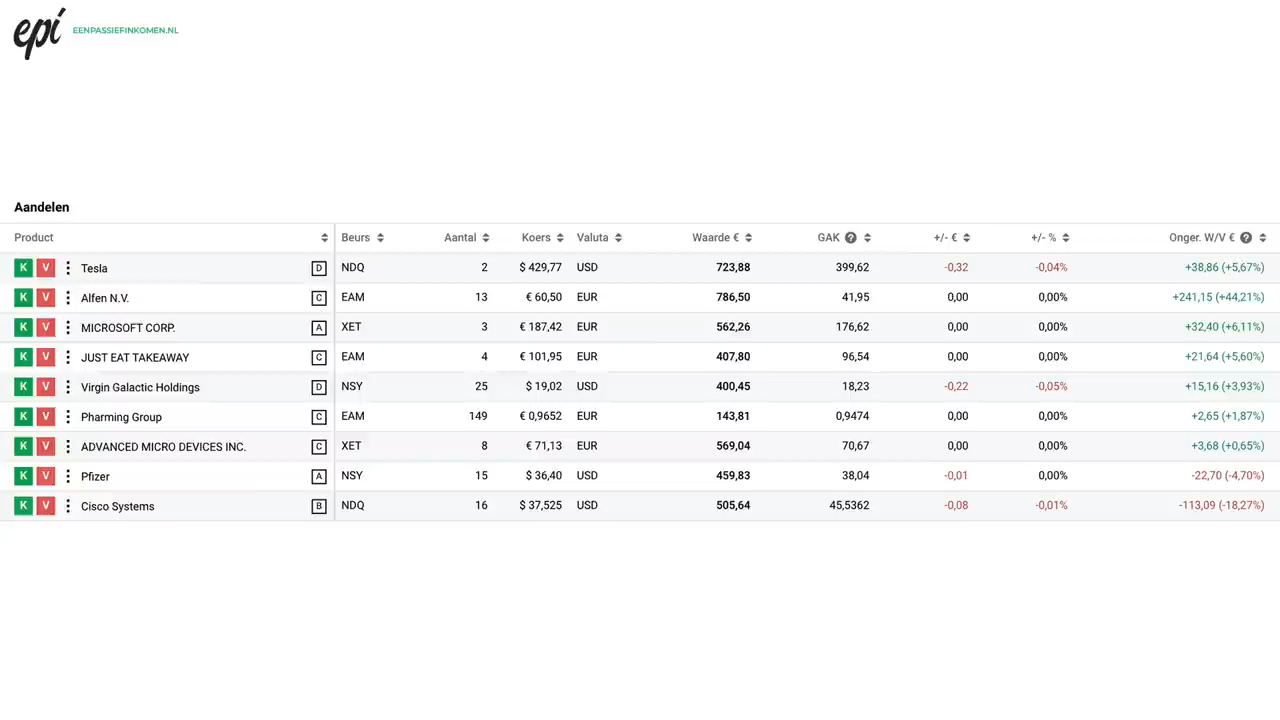 epi EENPASSIEFINKOMEN.NL
Aandelen
Product Beurs Aantal Koers Valuta Waarde € GAK ? +/- € +/- % Onger. W/V € ?
K V Tesla D NDQ 2 $ 429,77 USD 723,88 399,62 -0,32 -0,04% +38,86 (+5,67%)
K V Alfen N.V. C EAM 13 € 60,50 EUR 786,50 41,95 0,00 0,00% +241,15 (+44,21%)
K V MICROSOFT CORP. A XET 3 € 187,42 EUR 562,26 176,62 0,00 0,00% +32,40 (+6,11%)
K V JUST EAT TAKEAWAY C EAM 4 € 101,95 EUR 407,80 96,54 0,00 0,00% +21,64 (+5,60%)
K V Virgin Galactic Holdings D NSY 25 $ 19,02 USD 400,45 18,23 -0,22 -0,05% +15,16 (+3,93%)
K V Pharming Group C EAM 149 € 0,9652 EUR 143,81 0,9474 0,00 0,00% +2,65 (+1,87%)
K V ADVANCED MICRO DEVICES INC. C XET 8 € 71,13 EUR 569,04 70,67 0,00 0,00% +3,68 (+0,65%)
K V Pfizer A NSY 15 $ 36,40 USD 459,83 38,04 -0,01 0,00% -22,70 (-4,70%)
K V Cisco Systems B NDQ 16 $ 37,525 USD 505,64 45,5362 -0,08 -0,01% -113,09 (-18,27%)